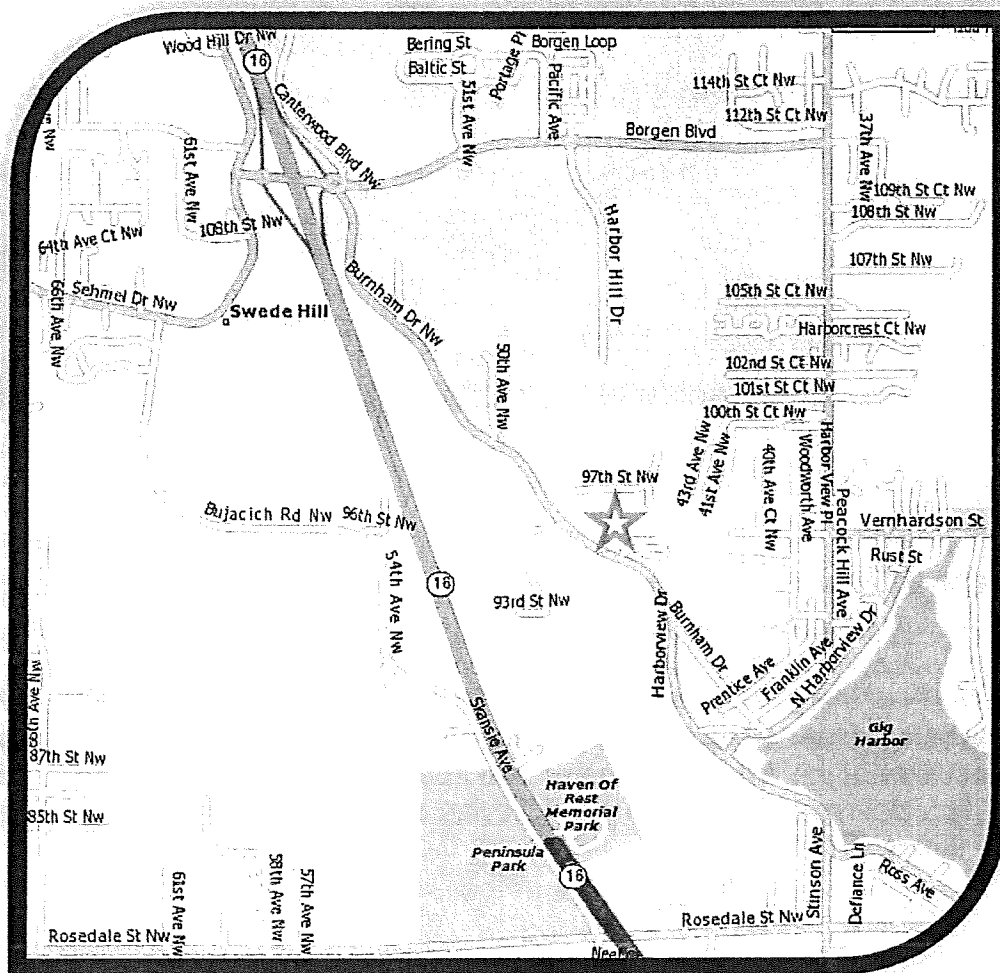 Wood Hill Dr Nw
16
Canterwood Blvd Nw
Bering St
Baltic St
Portage Pl
Borgen Loop
Pacific Ave
51st Ave Nw
Borgen Blvd
114th St Ct Nw
112th St Ct Nw
37th Ave Nw
109th St Ct Nw
108th St Nw
107th St Nw
61st Ave Nw
108th St Nw
64th Ave Ct Nw
66th Ave Nw
Sehmel Dr Nw
Swede Hill
Burnham Dr Nw
Harbor Hill Dr
105th St Ct Nw
Harborcrest Ct Nw
102nd St Ct Nw
101st St Ct Nw
100th St Ct Nw
50th Ave Nw
97th St Nw
43rd Ave Nw
41st Ave Nw
40th Ave Ct Nw
Woodworth Ave
Harbor View Pl
Peacock Hill Ave
Vernhardson St
Rust St
Bujacich Rd Nw
96th St Nw
54th Ave Nw
16
93rd St Nw
Harborview Dr
Burnham Dr
Prentice Ave
Franklin Ave
N Harborview Dr
Gig
Harbor
Skansie Ave
87th St Nw
85th St Nw
Haven Of
Rest
Memorial
Park
Peninsula
Park
16
61st Ave Nw
58th Ave Nw
57th Ave Nw
Rosedale St Nw
Rosedale St Nw
Stinson Ave
Defiance Ln
Ross Ave